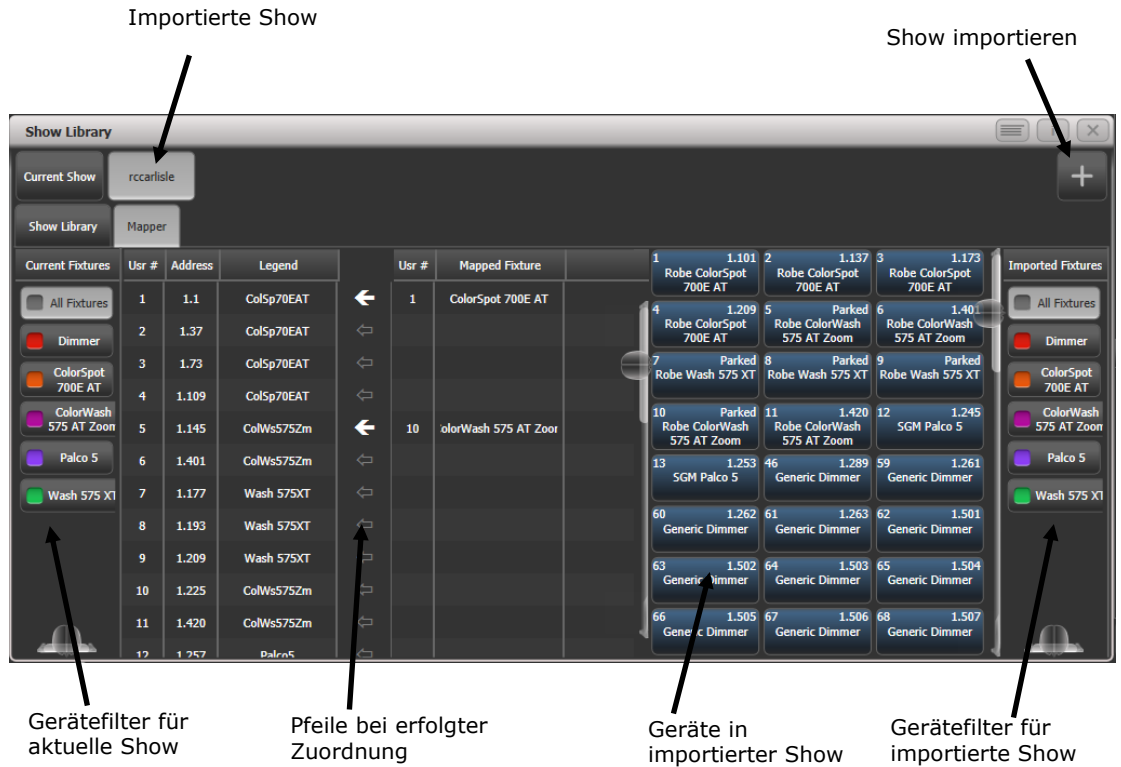 Importierte Show
Show importieren
Show Library
Current Show
rccarlisle
Show Library
Mapper
Current Fixtures
Usr #
Address
Legend
Usr #
Mapped Fixture
Imported Fixtures
All Fixtures
Dimmer
ColorSpot
700E AT
ColorWash
575 AT Zoom
Palco 5
Wash 575 XT
1 1.1 ColSp70EAT 1 ColorSpot 700E AT
2 1.37 ColSp70EAT
3 1.73 ColSp70EAT
4 1.109 ColSp70EAT
5 1.145 ColWs575Zm 10 olorWash 575 AT Zoor
6 1.401 ColWs575Zm
7 1.177 Wash 575XT
8 1.193 Wash 575XT
9 1.209 Wash 575XT
10 1.225 ColWs575Zm
11 1.420 ColWs575Zm
12 1.257 Palco5
1 1.101
Robe ColorSpot
700E AT
2 1.137
Robe ColorSpot
700E AT
3 1.173
Robe ColorSpot
700E AT
4 1.209
Robe ColorSpot
700E AT
5 Parked
Robe ColorWash
575 AT Zoom
6 1.401
Robe ColorWash
575 AT Zoom
7 Parked
Robe Wash 575 XT
8 Parked
Robe Wash 575 XT
9 Parked
Robe Wash 575 XT
10 Parked
Robe ColorWash
575 AT Zoom
11 1.420
Robe ColorWash
575 AT Zoom
12 1.245
SGM Palco 5
13 1.253
SGM Palco 5
46 1.289
Generic Dimmer
59 1.261
Generic Dimmer
60 1.262
Generic Dimmer
61 1.263
Generic Dimmer
62 1.501
Generic Dimmer
63 1.502
Generic Dimmer
64 1.503
Generic Dimmer
65 1.504
Generic Dimmer
66 1.505
Generic Dimmer
67 1.506
Generic Dimmer
68 1.507
Generic Dimmer
All Fixtures
Dimmer
ColorSpot
700E AT
ColorWash
575 AT Zoom
Palco 5
Wash 575 XT
Gerätefilter für
aktuelle Show
Pfeile bei erfolgter
Zuordnung
Geräte in
importierter Show
Gerätefilter für
importierte Show